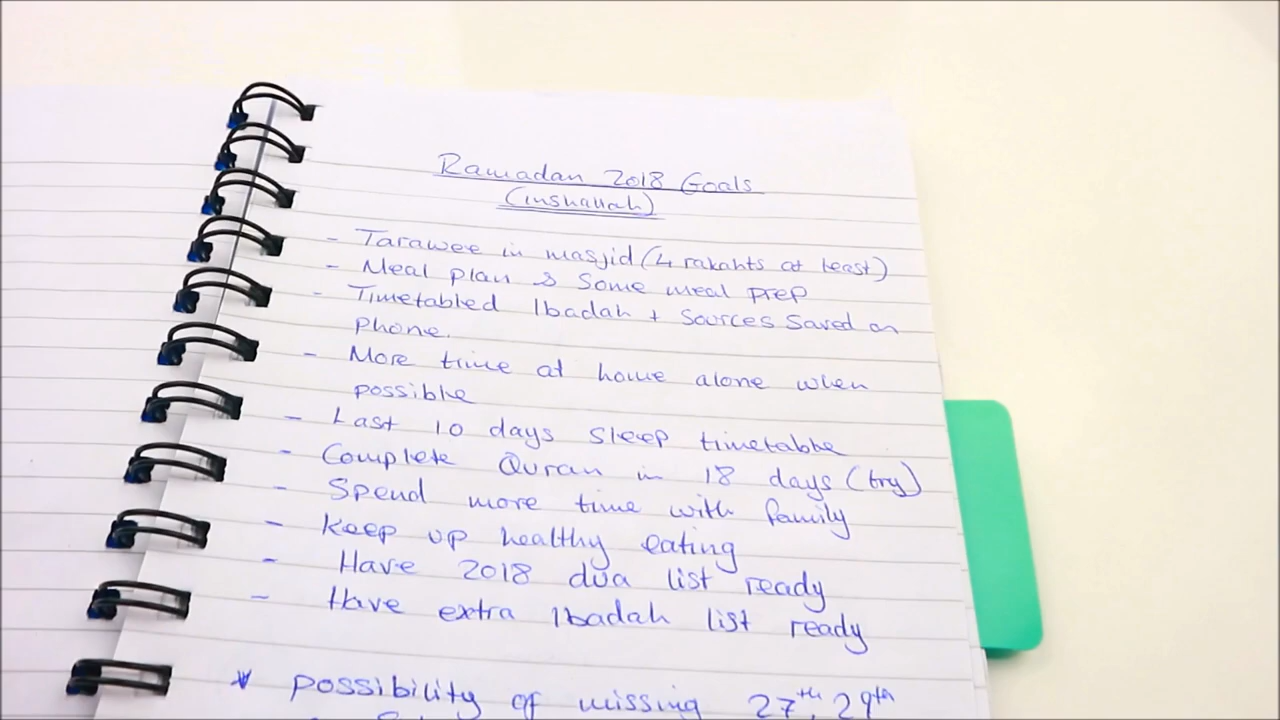 Ramadan 2018 Goals
(inshallah)
- Tarawee in masjid (4 rakahts at least)
- Meal plan & some meal prep
- Timetabled Ibadah + sources saved on
phone.
- More time at home alone when
possible
- Last 10 days sleep timetable
- Complete Quran in 18 days (try)
- Spend more time with family
- keep up healthy eating
- Have 2018 dua list ready
- Have extra Ibadah list ready
* possibility of missing 27th, 29th